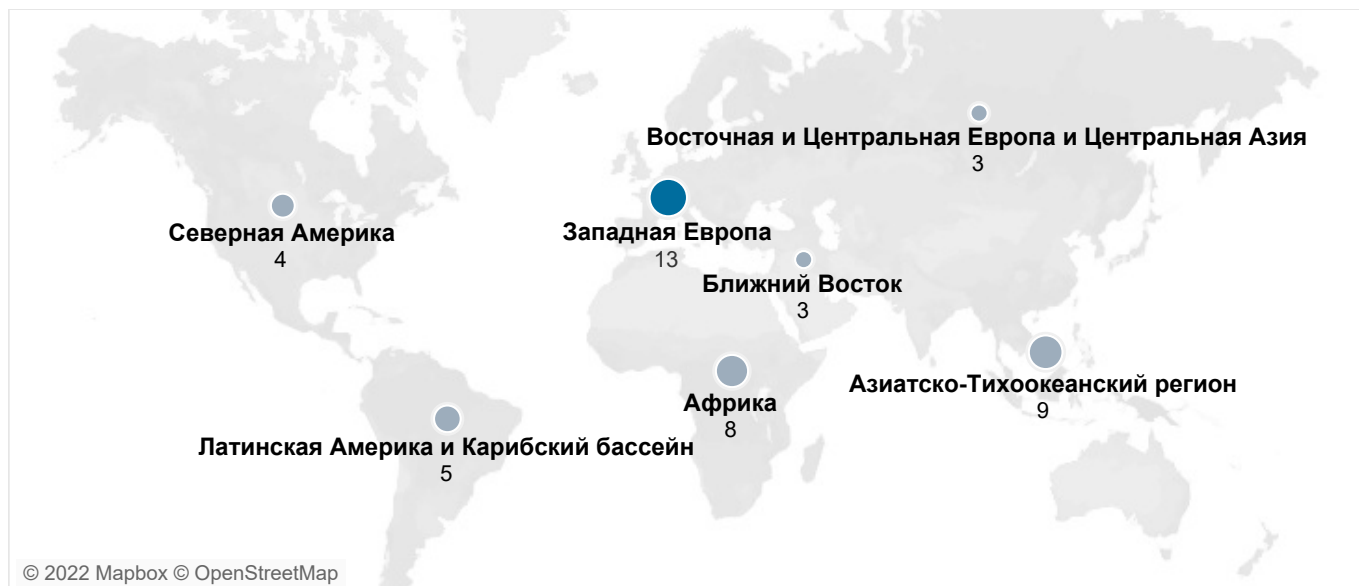 Восточная и Центральная Европа и Центральная Азия
3
Северная Америка
4
Западная Европа
13
Ближний Восток
3
Азиатско-Тихоокеанский регион
9
Африка
8
Латинская Америка и Карибский бассейн
5
© 2022 Mapbox © OpenStreetMap